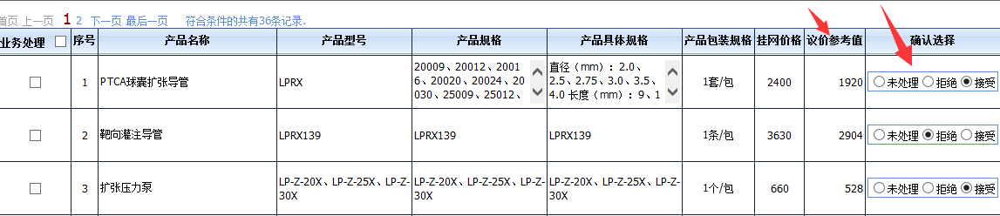 首页 上一页 1 2 下一页 最后一页 符合条件的共有36条记录.
业务处理 序号 产品名称 产品型号 产品规格 产品具体规格 产品包装规格 挂网价格 议价参考值 确认选择
1 PTCA球囊扩张导管 LPRX
20009、20012、2001
6、20020、20024、20
030、25009、25012、
直径（mm）: 2.0、
2.5、2.75、3.0、3.5、
4.0 长度（mm）: 9、1
1套/包 2400 1920 未处理 拒绝 接受
2 靶向灌注导管 LPRX139 LPRX139 LPRX139 1条/包 3630 2904 未处理 拒绝 接受
3 扩张压力泵
LP-Z-20X、LP-Z-25X、LP-Z-
30X
LP-Z-20X、LP-Z-25X、LP-Z-
30X
LP-Z-20X、LP-Z-25X、LP-Z-
30X
1个/包 660 528 未处理 拒绝 接受